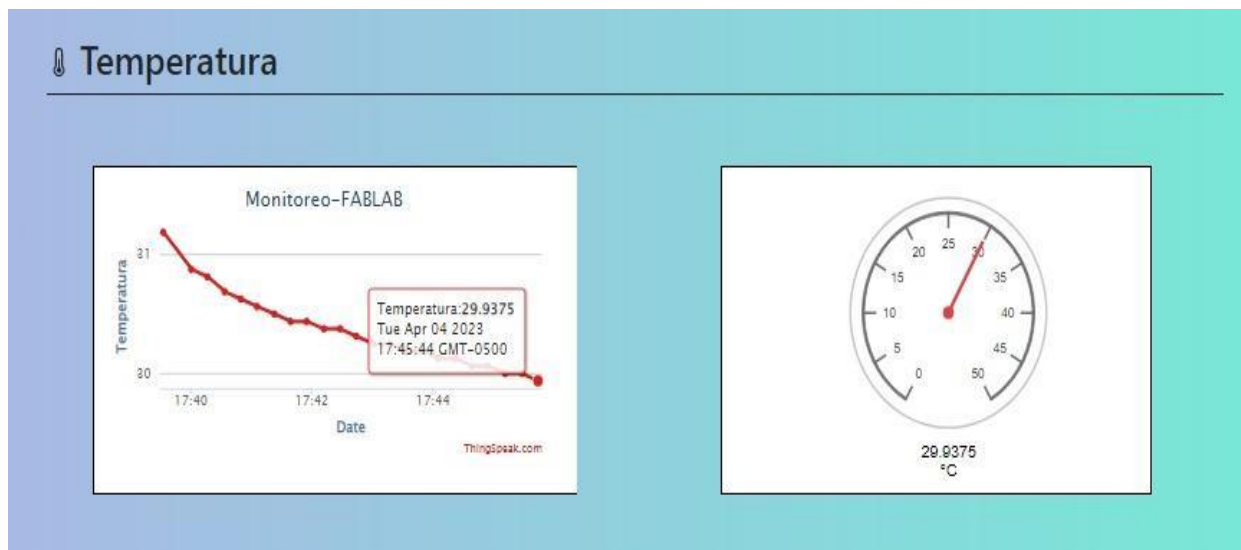 Temperatura
Monitoreo-FABLAB
Temperatura
31
30
Temperatura:29.9375
Tue Apr 04 2023
17:45:44 GMT-0500
17:40
17:42
17:44
Date
ThingSpeak.com
0
5
10
15
20
25
30
35
40
45
50
29.9375
°C